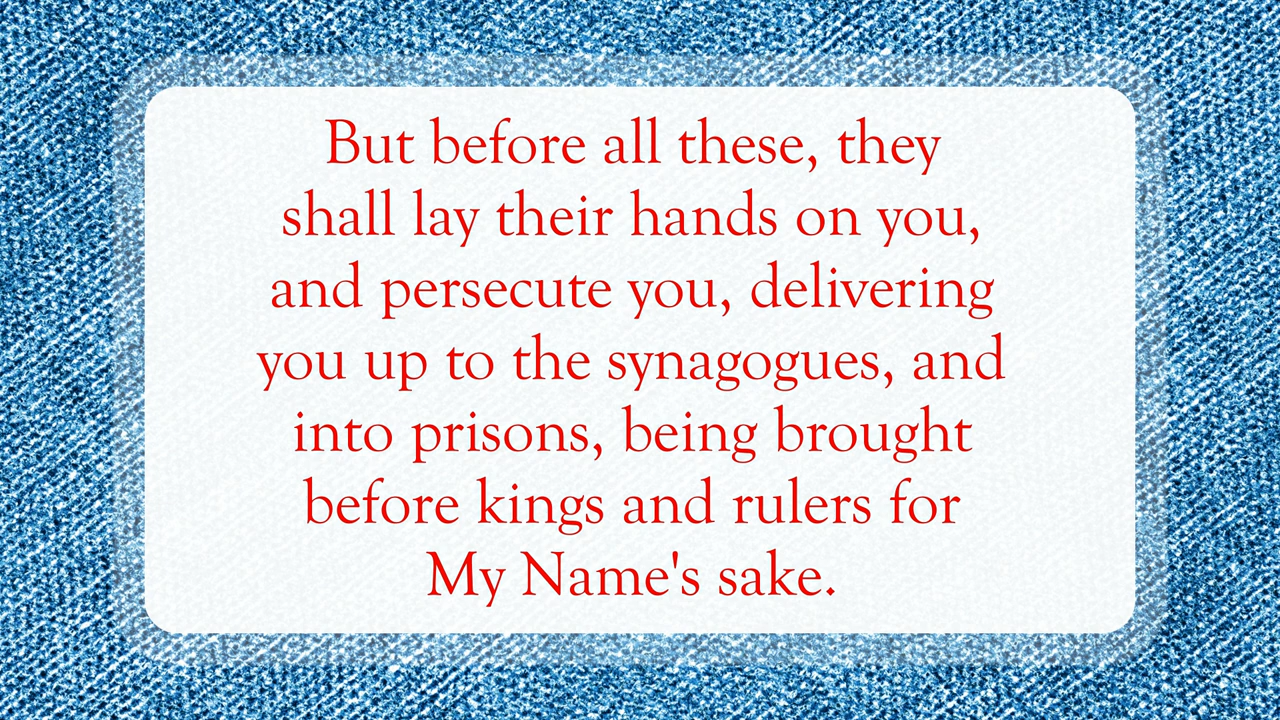 But before all these, they
shall lay their hands on you,
and persecute you, delivering
you up to the synagogues, and
into prisons, being brought
before kings and rulers for
My Name's sake.